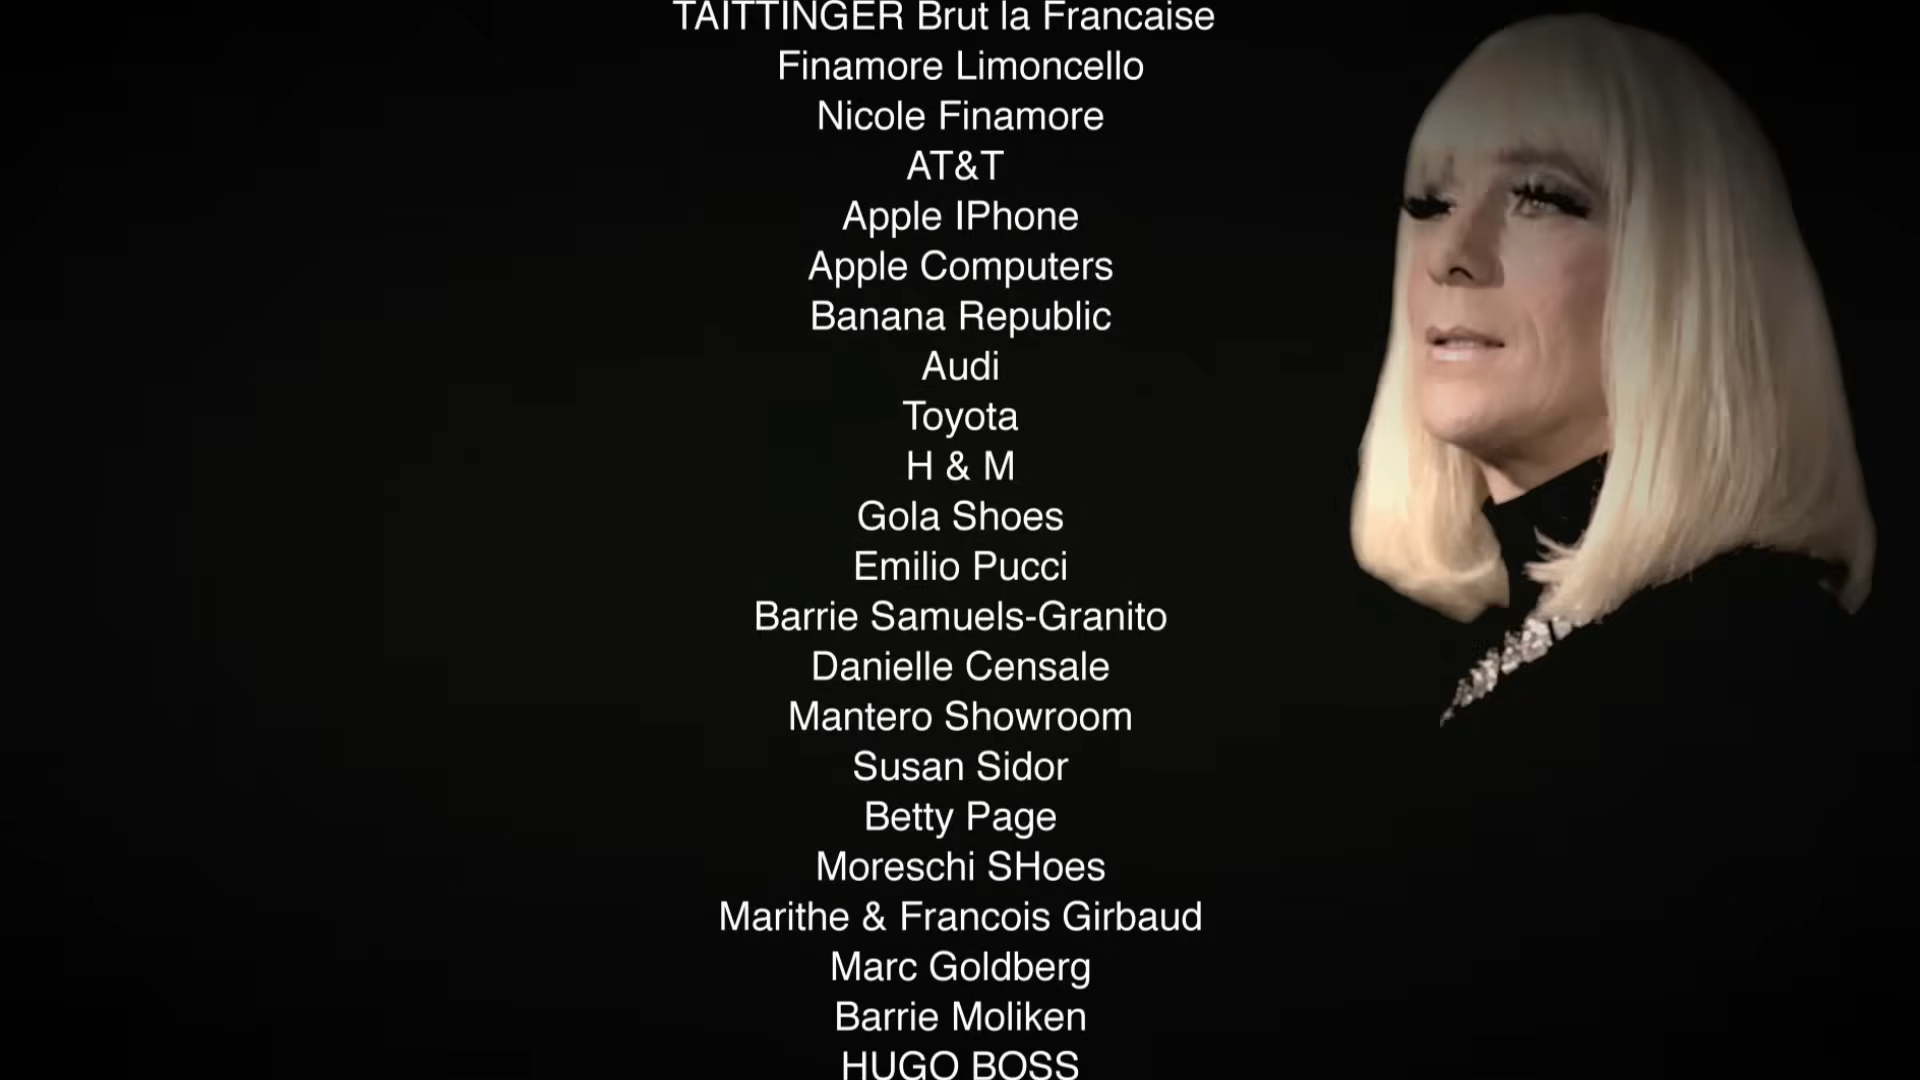 TAITTINGER Brut la Francaise
Finamore Limoncello
Nicole Finamore
AT&T
Apple IPhone
Apple Computers
Banana Republic
Audi
Toyota
H & M
Gola Shoes
Emilio Pucci
Barrie Samuels-Granito
Danielle Censale
Mantero Showroom
Susan Sidor
Betty Page
Moreschi SHoes
Marithe & Francois Girbaud
Marc Goldberg
Barrie Moliken
HUGO BOSS